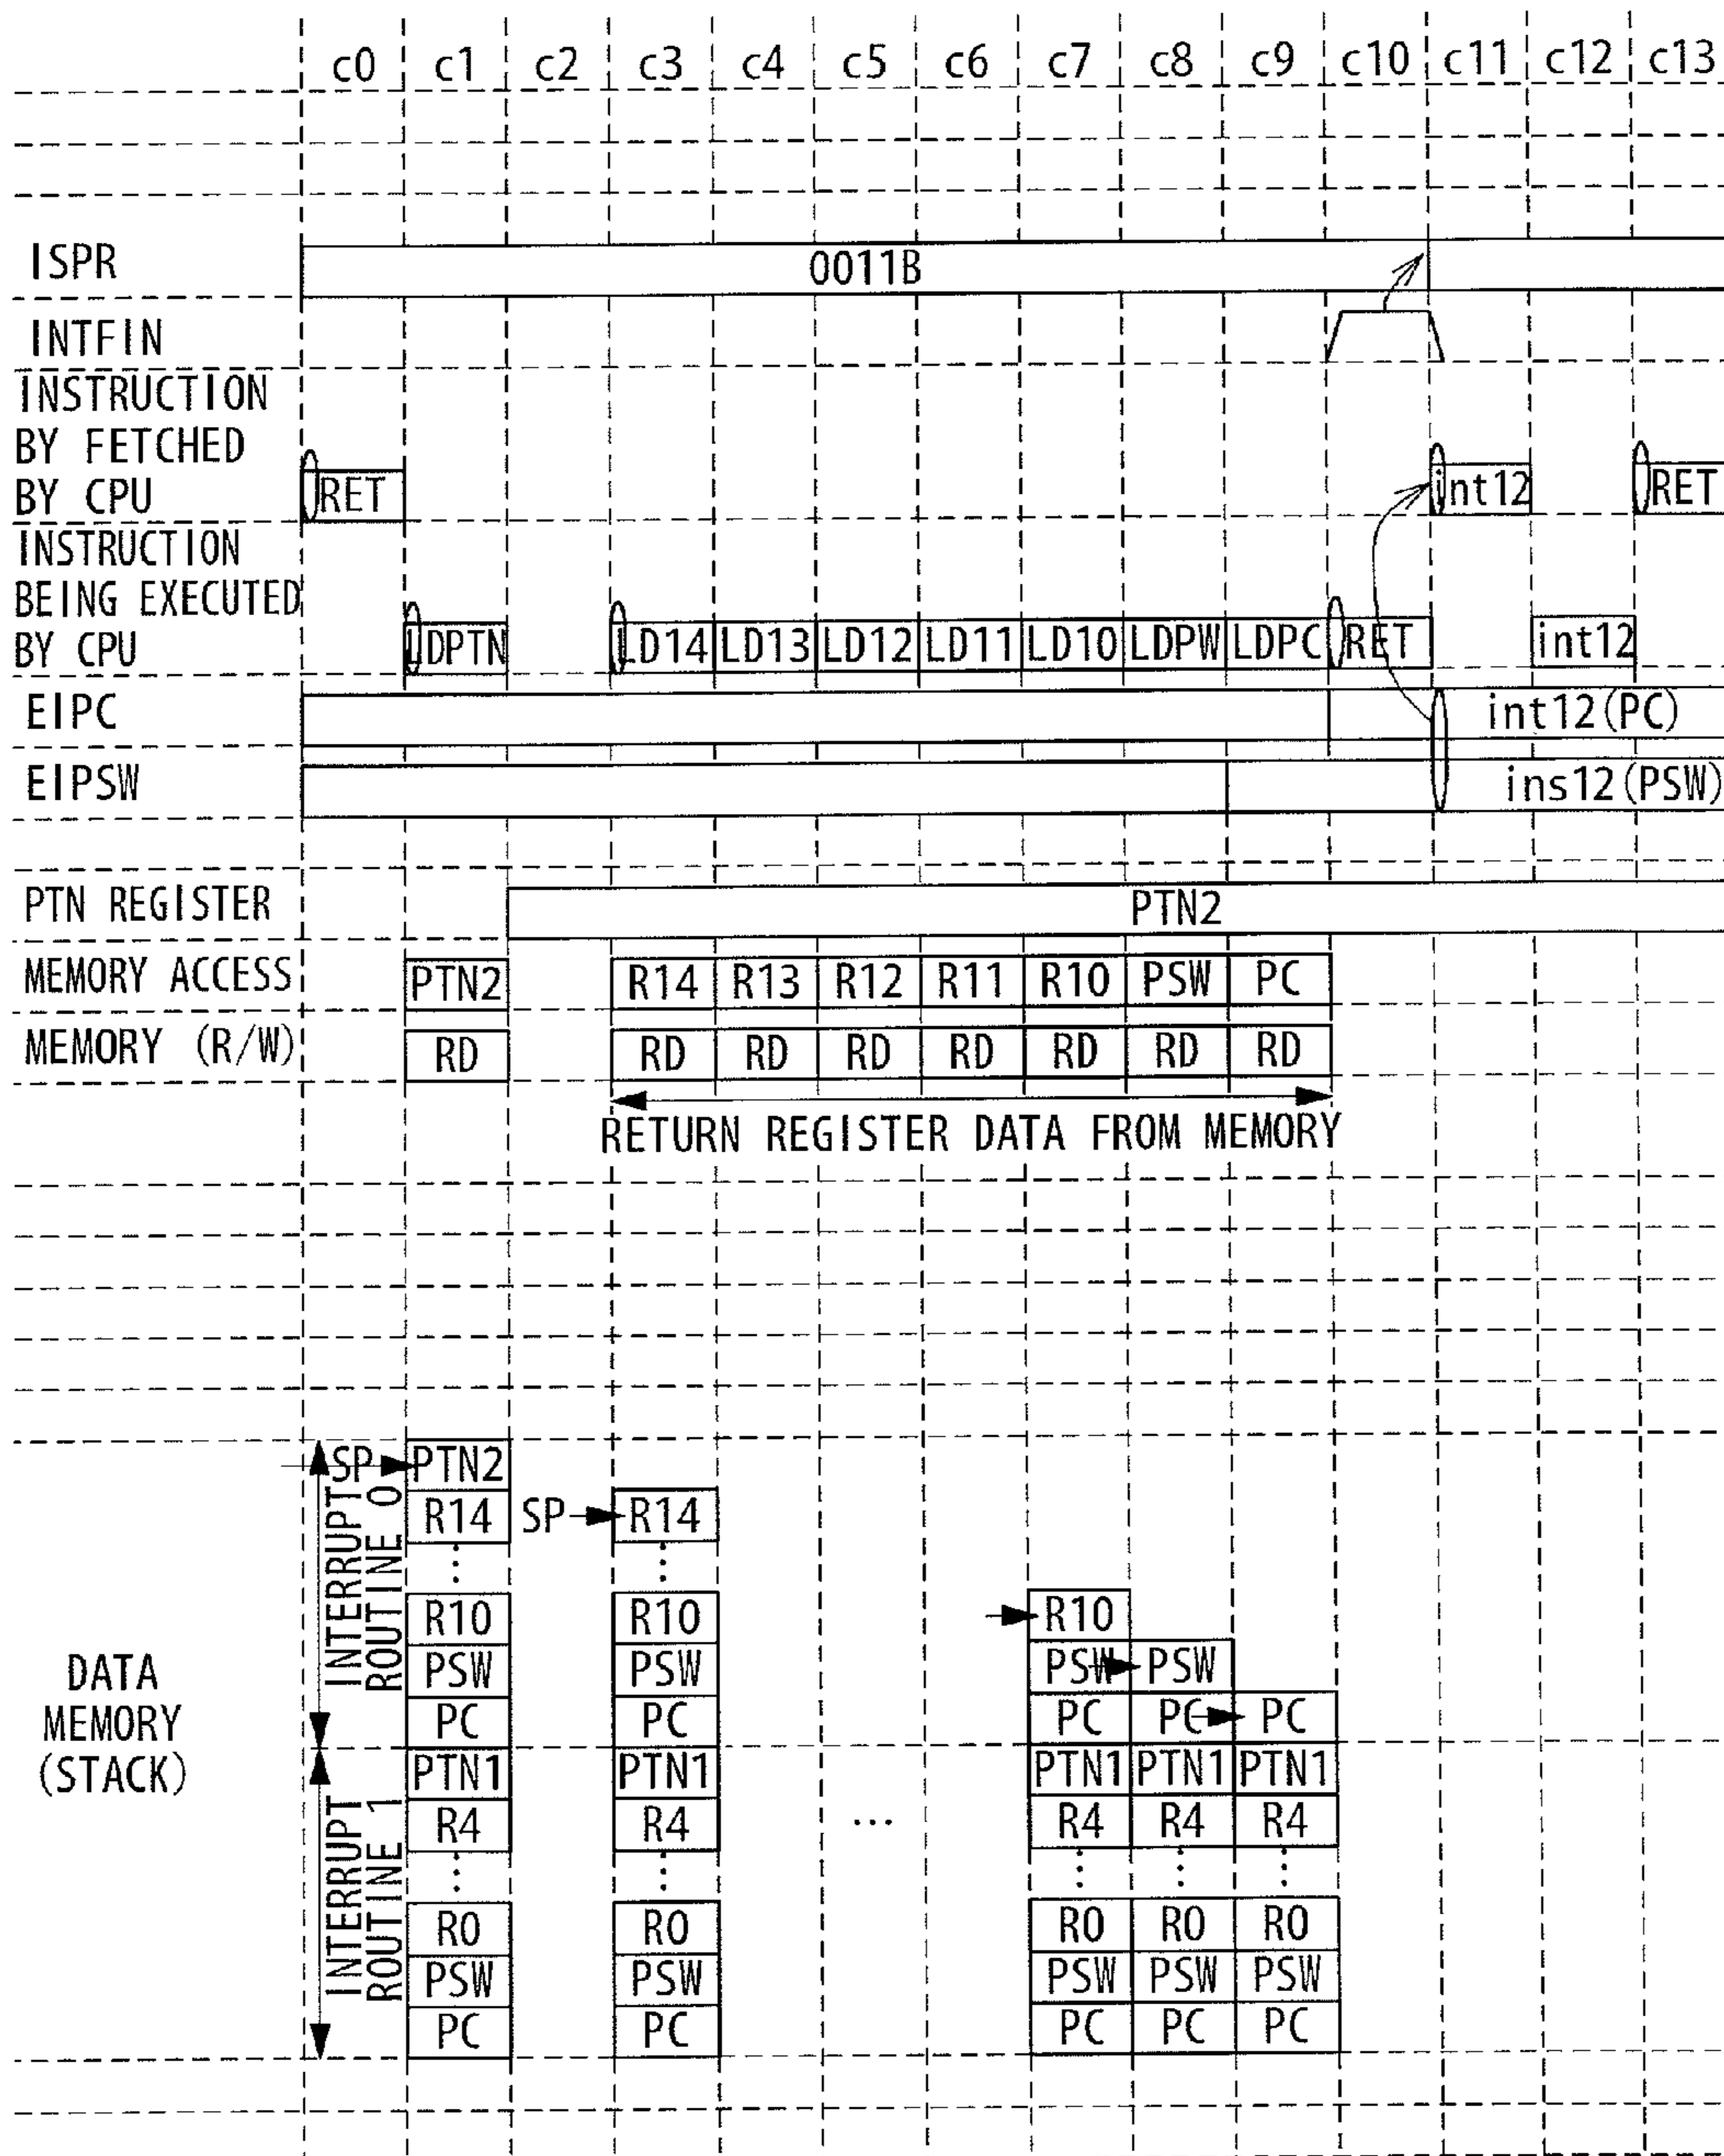 c0 c1 c2 c3 c4 c5 c6 c7 c8 c9 c10 c11 c12 c13
ISPR 0011B
INTFIN
INSTRUCTION
BY FETCHED
BY CPU RET int12 RET
INSTRUCTION
BEING EXECUTED
BY CPU LDPTN LD14 LD13 LD12 LD11 LD10 LDPW LDPC RET int12
EIPC int12(PC)
EIPSW ins12(PSW)
PTN REGISTER PTN2
MEMORY ACCESS PTN2 R14 R13 R12 R11 R10 PSW PC
MEMORY (R/W) RD RD RD RD RD RD RD RD
RETURN REGISTER DATA FROM MEMORY
SP PTN2
R14 SP R14
⋮ ⋮
R10 R10 R10
PSW PSW PSW PSW
PC PC PC PC PC
INTERRUPTS
ROUTINE 0
DATA
MEMORY
(STACK)
PTN1 PTN1 PTN1 PTN1 PTN1
R4 R4 ... R4 R4 R4
⋮ ⋮ ⋮ ⋮ ⋮
R0 R0 R0 R0 R0
PSW PSW PSW PSW PSW
PC PC PC PC PC
INTERRUPT
ROUTINE 1